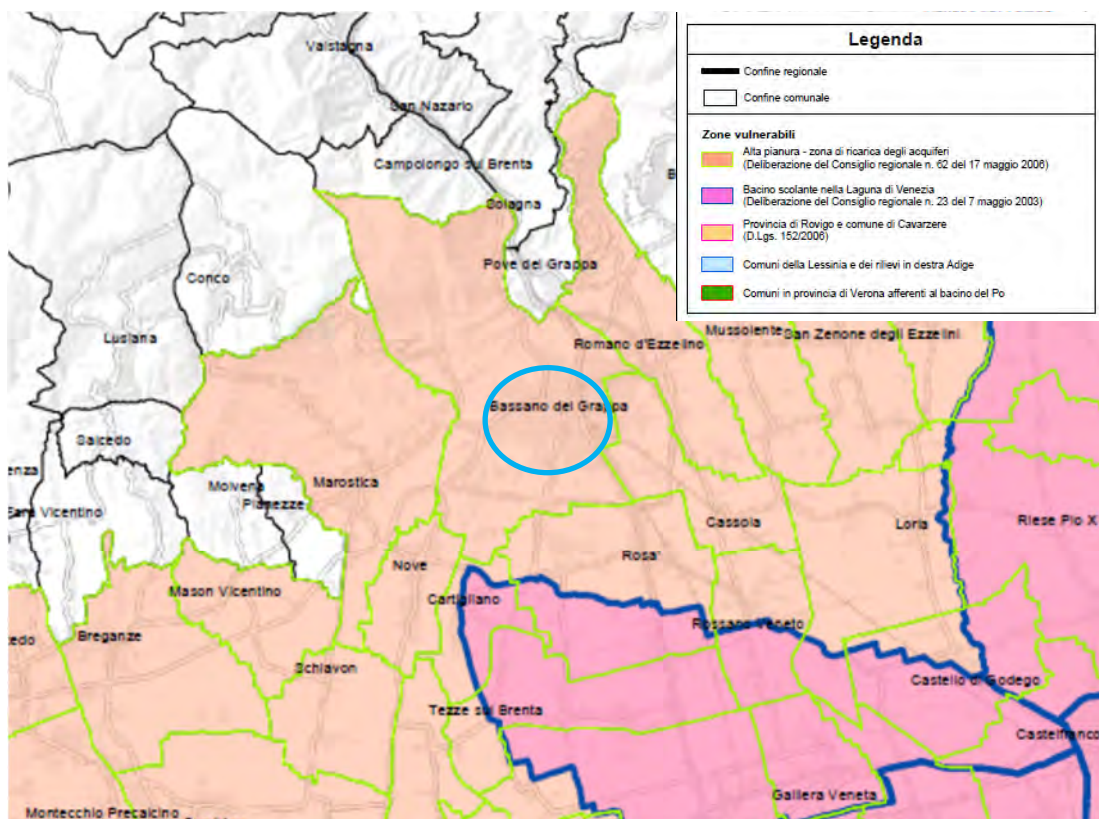 Valstagna
San Nazario
Campolongo sul Brenta
Solagna
Pove del Grappa
Conco
Lusiana
Romano d'Ezzelino
Mussolente
San Zenone degli Ezzelini
Bassano del Grappa
Salcedo
enza
Molvena
Pianezze
Marostica
Fara Vicentino
Cassola
Loria
Riese Pio X
Rosa'
Nove
Mason Vicentino
Cartigliano
Breganze
cedo
Rossano Veneto
Schiavon
Castello di Godego
Tezze sul Brenta
Castelfranco
Galliera Veneta
Montecchio Precalcino
Legenda
Confine regionale
Confine comunale
Zone vulnerabili
Alta pianura - zona di ricarica degli acquiferi
(Deliberazione del Consiglio regionale n. 62 del 17 maggio 2006)
Bacino scolante nella Laguna di Venezia
(Deliberazione del Consiglio regionale n. 23 del 7 maggio 2003)
Provincia di Rovigo e comune di Cavarzere
(D.Lgs. 152/2006)
Comuni della Lessinia e dei rilievi in destra Adige
Comuni in provincia di Verona afferenti al bacino del Po